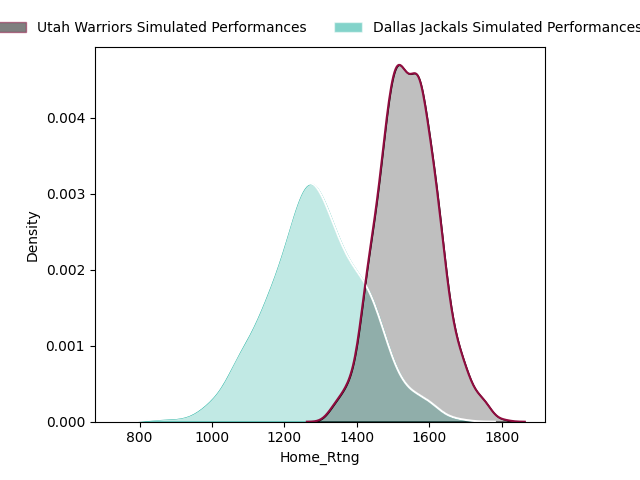 Utah Warriors Simulated Performances
Dallas Jackals Simulated Performances
0.004
0.003
0.002
0.001
0.000
Density
800
1000
1200
1400
1600
1800
Home_Rtng